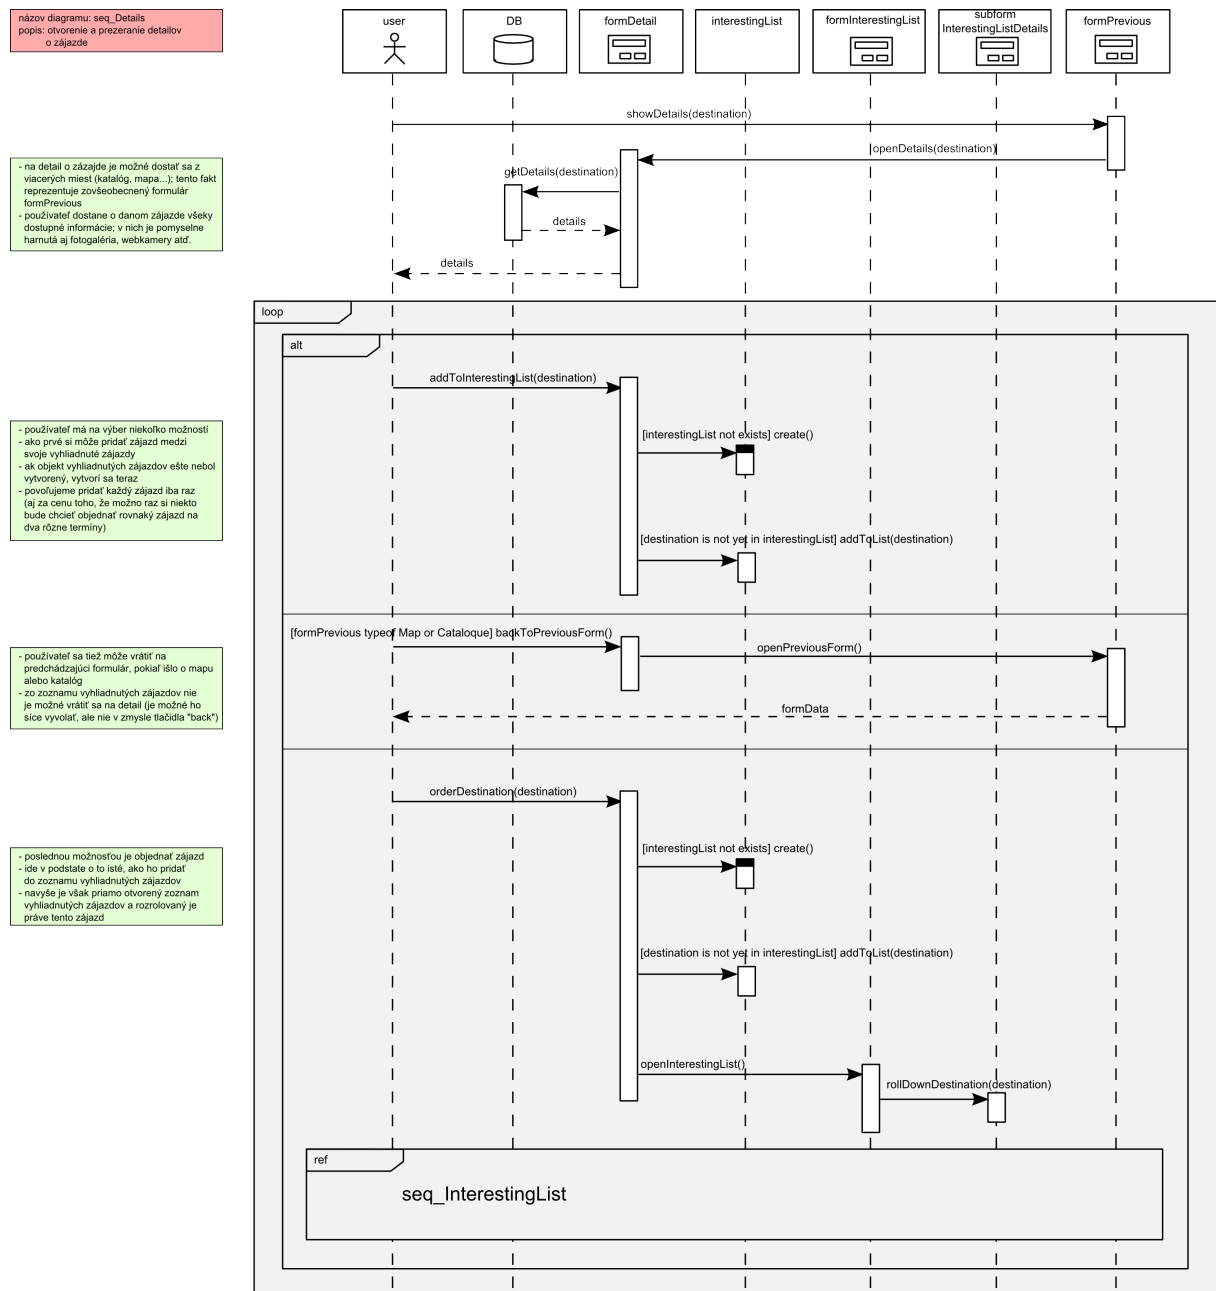 názov diagramu: seq_Details
popis: otvorenie a prezeranie detailov
o zájazde
user
DB
formDetail
interestingList
formInterestingList
subform
InterestingListDetails
formPrevious
showDetails(destination)
openDetails(destination)
getDetails(destination)
details
details
- na detail o zázajde je možné dostať sa z
viacerých miest (katalóg, mapa...); tento fakt
reprezentuje zovšeobecnený formulár
formPrevious
- používateľ dostane o danom zájazde všeky
dostupné informácie; v nich je pomyselne
harnutá aj fotogaléria, webkamery atď.
loop
alt
addToInterestingList(destination)
[interestingList not exists] create()
[destination is not yet in interestingList] addToList(destination)
- používateľ má na výber niekoľko možností
- ako prvé si môže pridať zájazd medzi
svoje vyhliadnuté zájazdy
- ak objekt vyhliadnutých zájazdov ešte nebol
vytvorený, vytvorí sa teraz
- povoľujeme pridať každý zájazd iba raz
(aj za cenu toho, že možno raz si niekto
bude chcieť objednať rovnaký zájazd na
dva rôzne termíny)
[formPrevious typeof Map or Cataloque] backToPreviousForm()
openPreviousForm()
formData
- používateľ sa tiež môže vrátiť na
predchádzajúci formulár, pokiaľ išlo o mapu
alebo katalóg
- zo zoznamu vyhliadnutých zájazdov nie
je možné vrátiť sa na detail (je možné ho
síce vyvolať, ale nie v zmysle tlačidla "back")
orderDestination(destination)
[interestingList not exists] create()
[destination is not yet in interestingList] addToList(destination)
openInterestingList()
rollDownDestination(destination)
- poslednou možnosťou je objednať zájazd
- ide v podstate o to isté, ako ho pridať
do zoznamu vyhliadnutých zájazdov
- navyše je však priamo otvorený zoznam
vyhliadnutých zájazdov a rozrolovaný je
práve tento zájazd
ref
seq_InterestingList